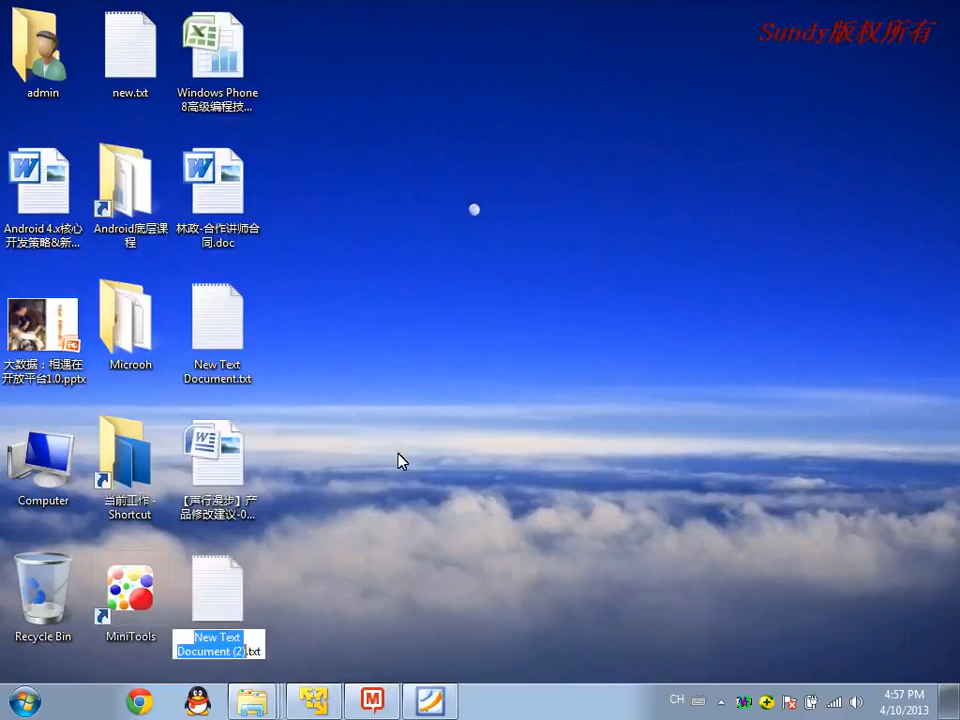 Sundy版权所有
admin
new.txt
Windows Phone
8高级编程技...
Android 4.x核心
开发策略&新...
Android底层课
程
林政-合作讲师合
同.doc
大数据：相遇在
开放平台1.0.pptx
Microoh
New Text
Document.txt
Computer
当前工作 -
Shortcut
【声行漫步】产
品修改建议-0...
Recycle Bin
MiniTools
New Text
Document (2).txt
CH
4:57 PM
4/10/2013